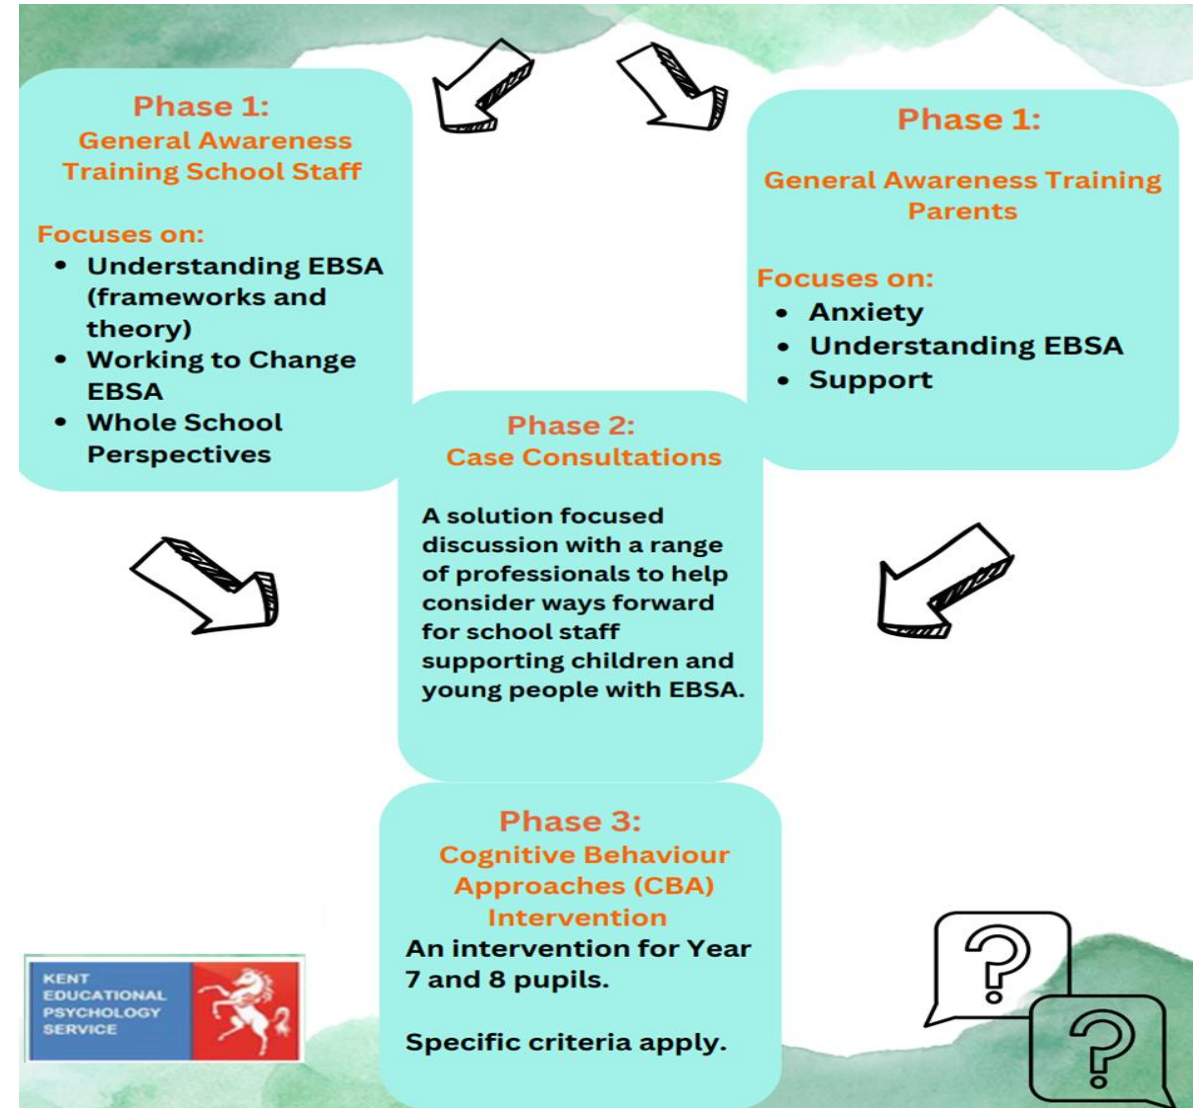 Phase 1:
General Awareness
Training School Staff
Focuses on:
• Understanding EBSA
(frameworks and
theory)
• Working to Change
EBSA
• Whole School
Perspectives
Phase 1:
General Awareness Training
Parents
Focuses on:
• Anxiety
• Understanding EBSA
• Support
Phase 2:
Case Consultations
A solution focused
discussion with a range
of professionals to help
consider ways forward
for school staff
supporting children and
young people with EBSA.
Phase 3:
Cognitive Behaviour
Approaches (CBA)
Intervention
An intervention for Year
7 and 8 pupils.
Specific criteria apply.
KENT
EDUCATIONAL
PSYCHOLOGY
SERVICE
?
?